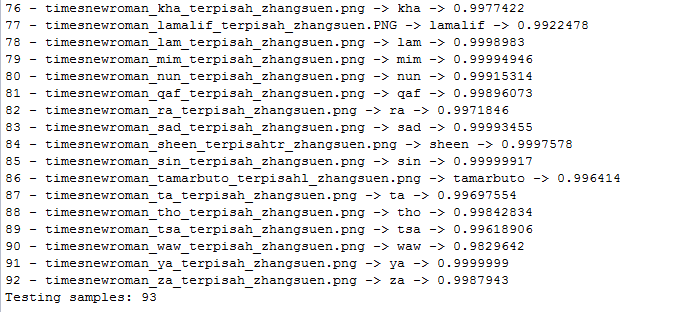 76 - timesnewroman_kha_terpisah_zhangsuen.png -> kha -> 0.9977422
77 - timesnewroman_lamalif_terpisah_zhangsuen.PNG -> lamalif -> 0.9922478
78 - timesnewroman_lam_terpisah_zhangsuen.png -> lam -> 0.9998983
79 - timesnewroman_mim_terpisah_zhangsuen.png -> mim -> 0.99994946
80 - timesnewroman_nun_terpisah_zhangsuen.png -> nun -> 0.99915314
81 - timesnewroman_qaf_terpisah_zhangsuen.png -> qaf -> 0.99896073
82 - timesnewroman_ra_terpisah_zhangsuen.png -> ra -> 0.9971846
83 - timesnewroman_sad_terpisah_zhangsuen.png -> sad -> 0.99993455
84 - timesnewroman_sheen_terpisahtr_zhangsuen.png -> sheen -> 0.9997578
85 - timesnewroman_sin_terpisah_zhangsuen.png -> sin -> 0.99999917
86 - timesnewroman_tamarbuto_terpisahl_zhangsuen.png -> tamarbuto -> 0.996414
87 - timesnewroman_ta_terpisah_zhangsuen.png -> ta -> 0.99697554
88 - timesnewroman_tho_terpisah_zhangsuen.png -> tho -> 0.99842834
89 - timesnewroman_tsa_terpisah_zhangsuen.png -> tsa -> 0.99618906
90 - timesnewroman_waw_terpisah_zhangsuen.png -> waw -> 0.9829642
91 - timesnewroman_ya_terpisah_zhangsuen.png -> ya -> 0.9999999
92 - timesnewroman_za_terpisah_zhangsuen.png -> za -> 0.9987943
Testing samples: 93